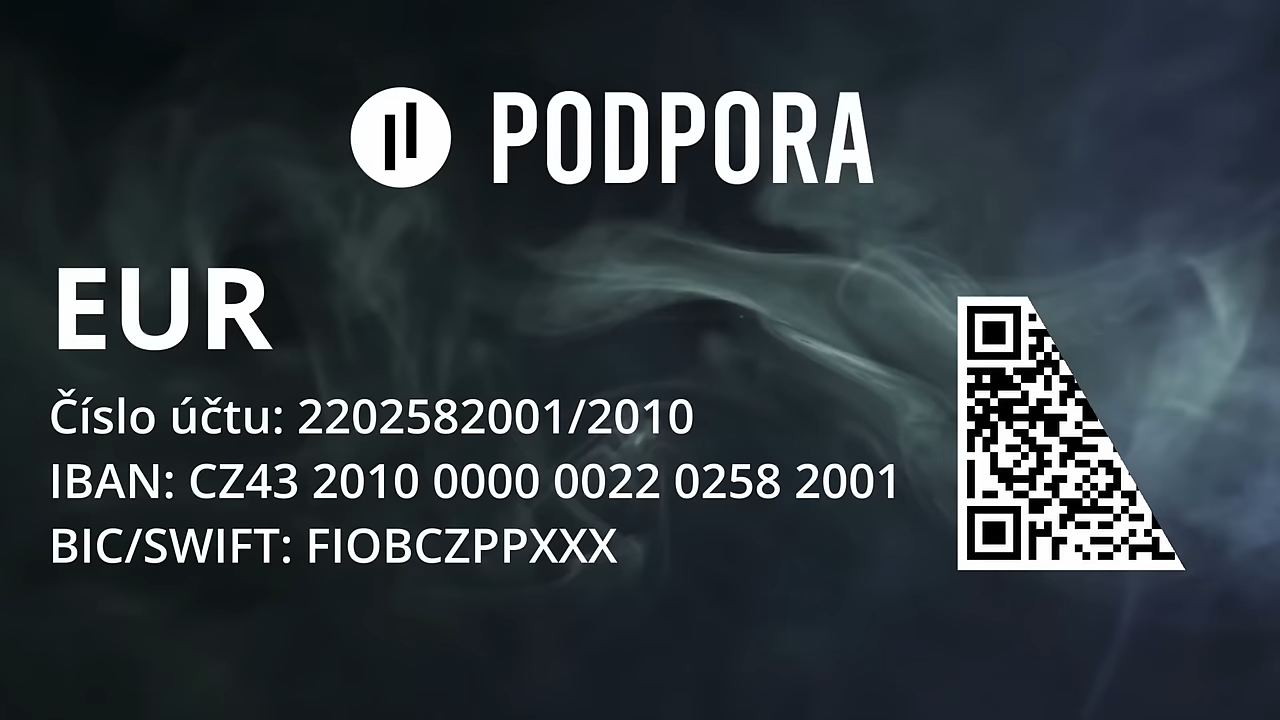 PODPORA
EUR
Číslo účtu: 2202582001/2010
IBAN: CZ43 2010 0000 0022 0258 2001
BIC/SWIFT: FIOBCZPPXXX